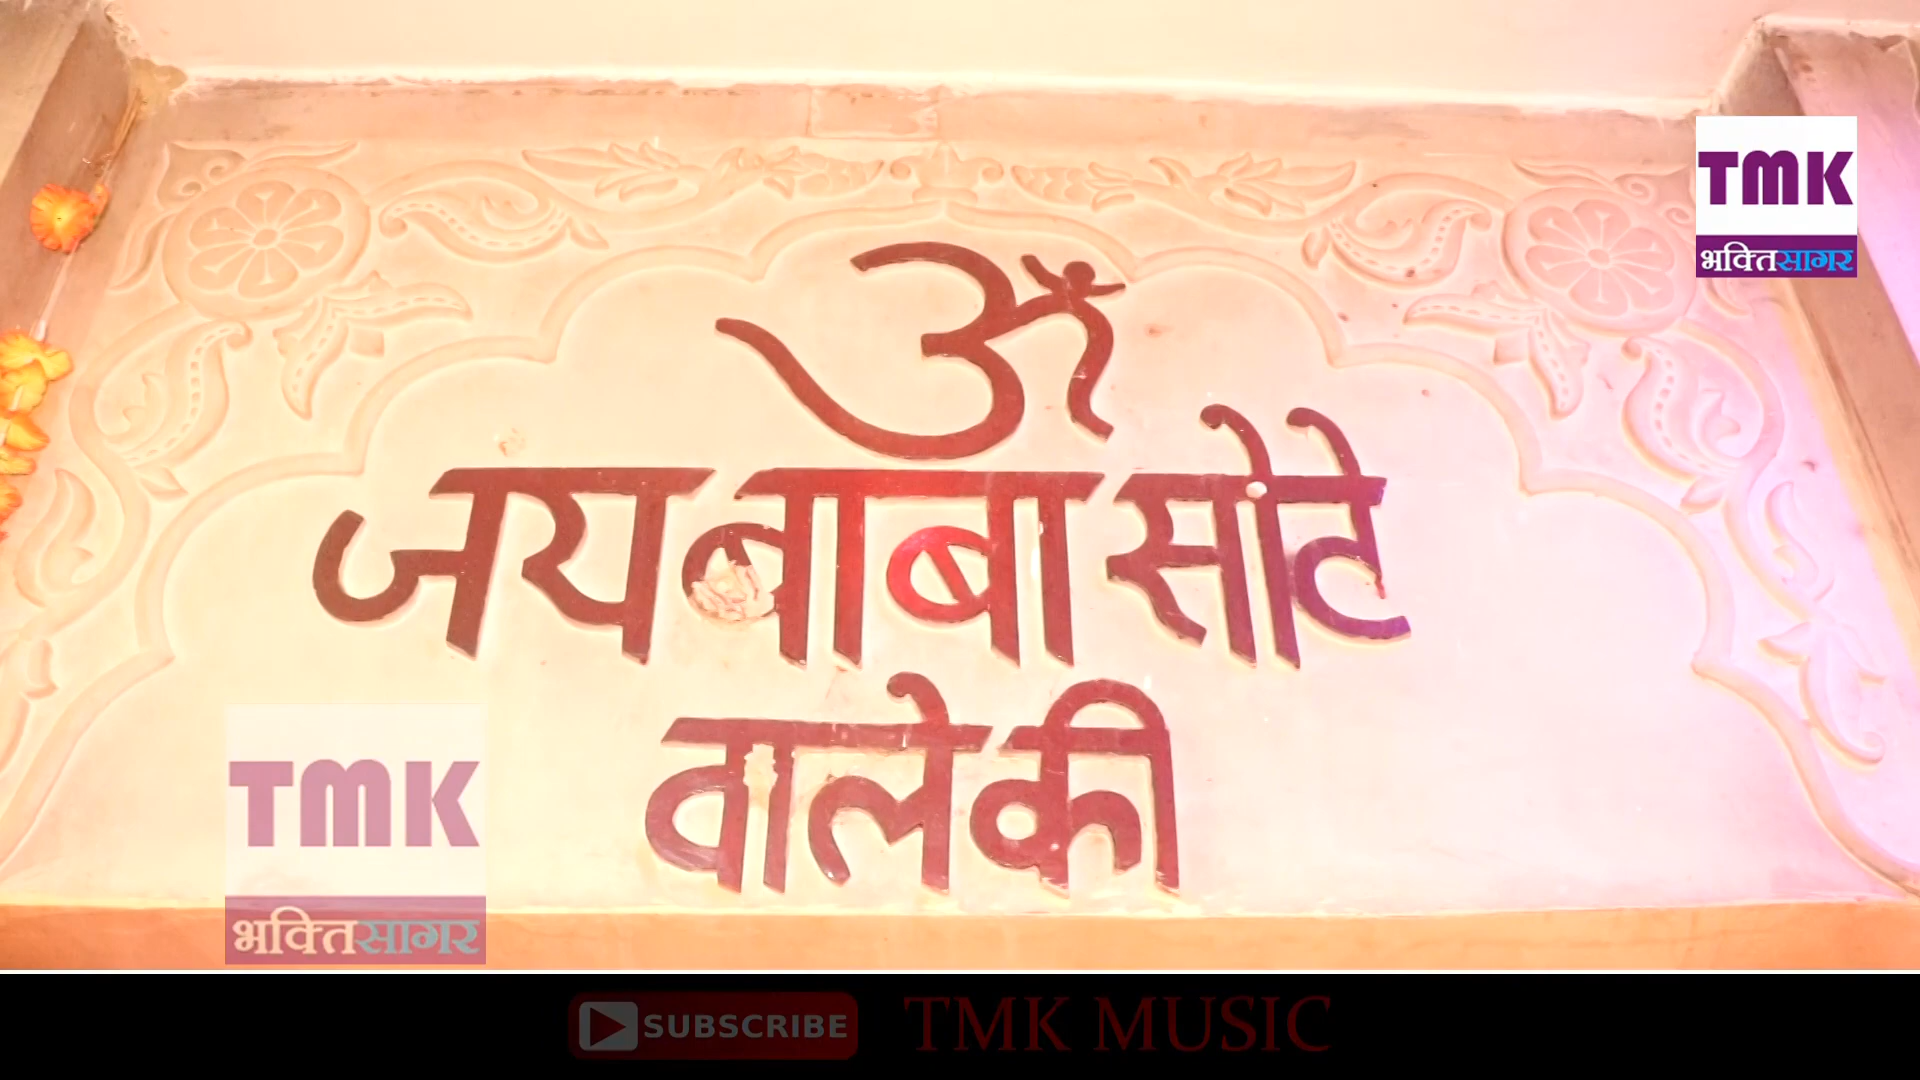 TMK
भक्तिसागर
ॐ
जय बाबा सोटे
वाले की
TMK
भक्तिसागर
SUBSCRIBE TMK MUSIC